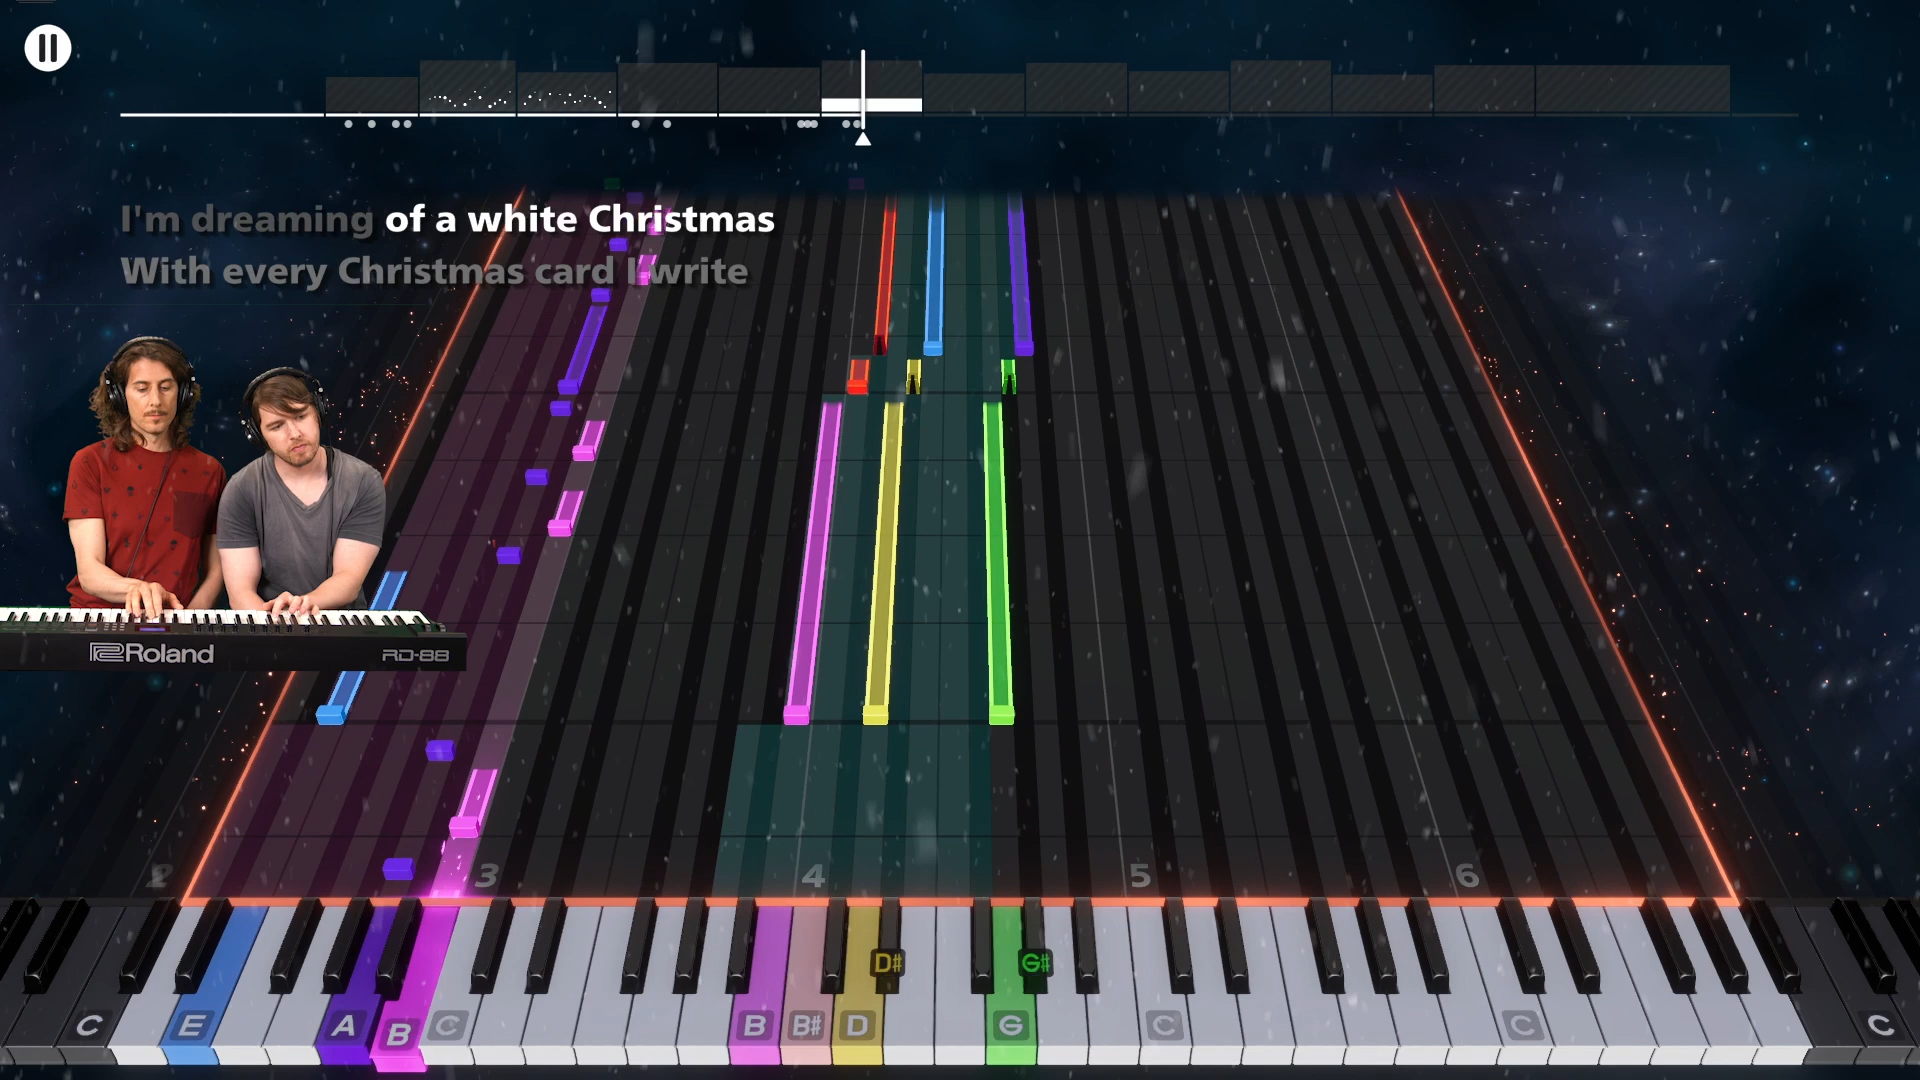 I'm dreaming of a white Christmas
With every Christmas card I write
Roland RD-88
2 3 4 5 6
D# G#
C E A B C B B# D G C C C